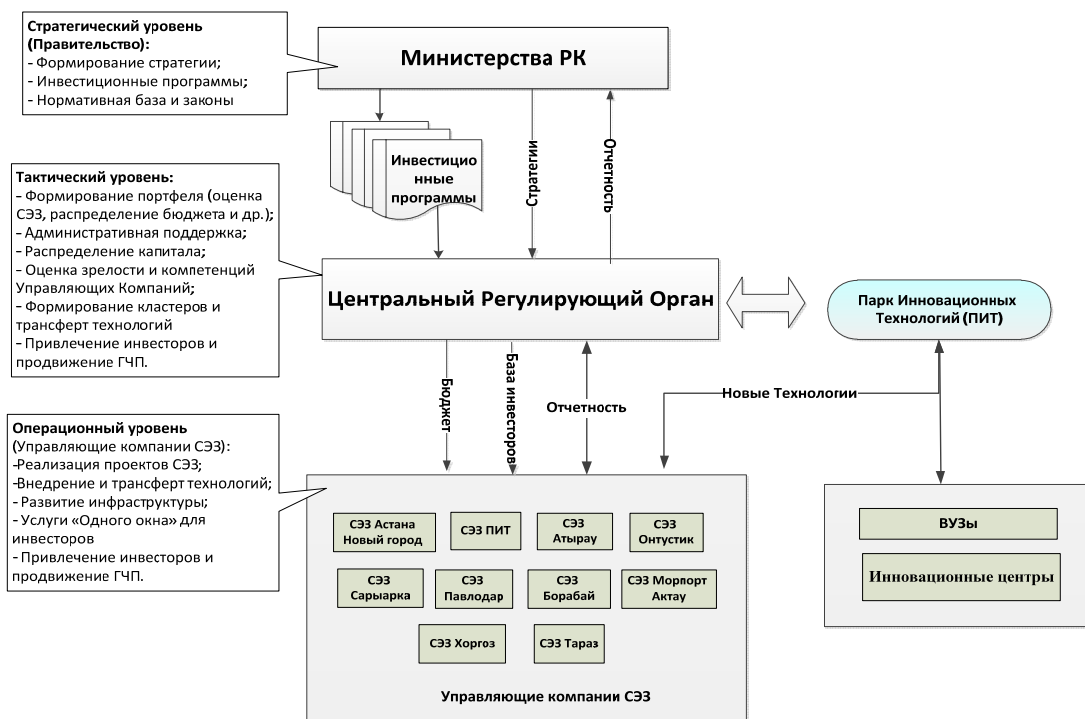 Стратегический уровень
(Правительство):
- Формирование стратегии;
- Инвестиционные программы;
- Нормативная база и законы
Министерства РК
Инвестицио
нные
программы
Стратегии
Отчетность
Тактический уровень:
- Формирование портфеля (оценка
СЭЗ, распределение бюджета и др.);
- Административная поддержка;
- Распределение капитала;
- Оценка зрелости и компетенций
Управляющих Компаний;
- Формирование кластеров и
трансферт технологий
- Привлечение инвесторов и
продвижение ГЧП.
Центральный Регулирующий Орган
Парк Инновационных
Технологий (ПИТ)
Бюджет
База инвесторов
Отчетность
Новые Технологии
Операционный уровень
(Управляющие компании СЭЗ):
-Реализация проектов СЭЗ;
-Внедрение и трансферт технологий;
- Развитие инфраструктуры;
- Услуги «Одного окна» для
инвесторов
- Привлечение инвесторов и
продвижение ГЧП.
СЭЗ Астана
Новый город
СЭЗ ПИТ
СЭЗ
Атырау
СЭЗ
Онтустик
СЭЗ
Сарыарка
СЭЗ
Павлодар
СЭЗ
Борабай
СЭЗ Морпорт
Актау
СЭЗ Хоргоз
СЭЗ Тараз
Управляющие компании СЭЗ
ВУЗы
Инновационные центры